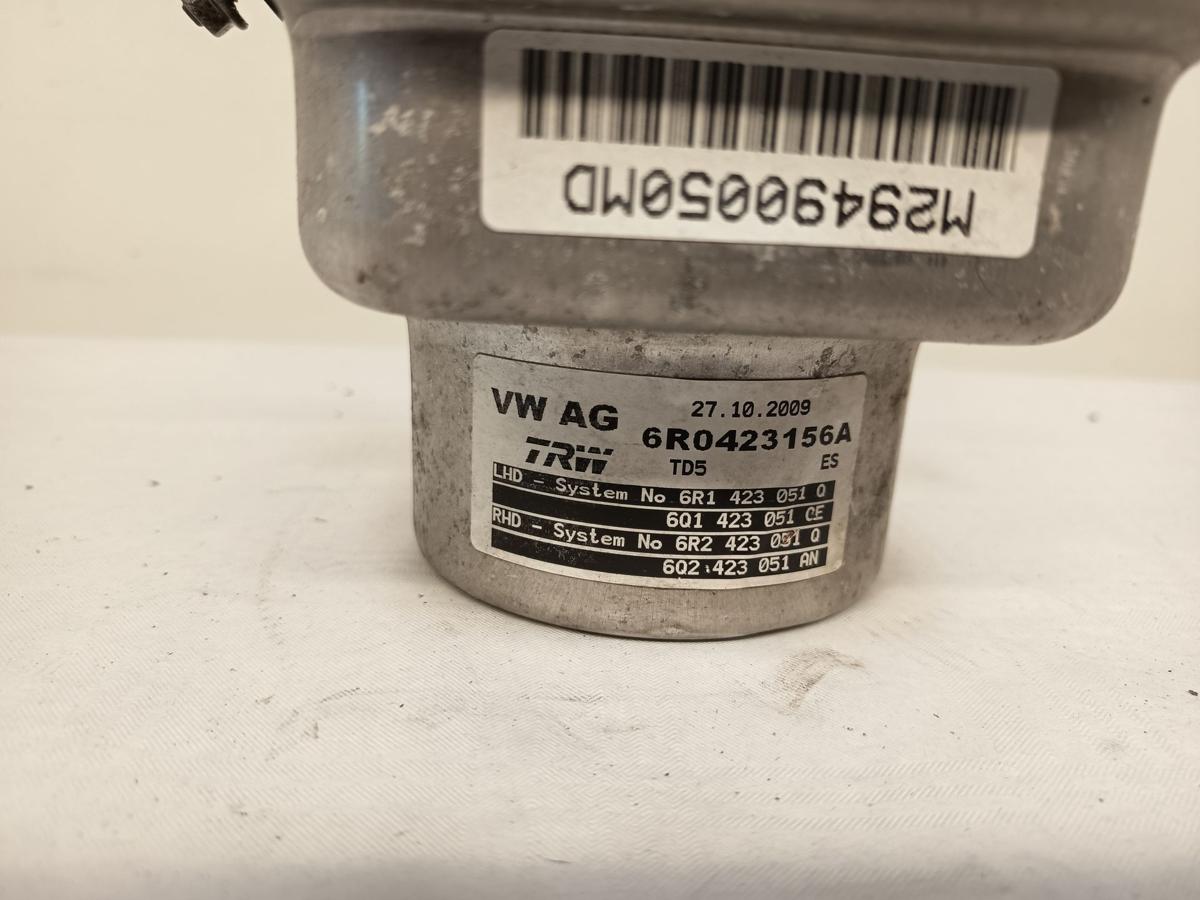 M29490050MD
VW AG 27.10.2009
6R0423156A
TRW TD5 ES
LHD - System No 6R1 423 051 Q
6Q1 423 051 CE
RHD - System No 6R2 423 051 Q
6Q2 423 051 AN